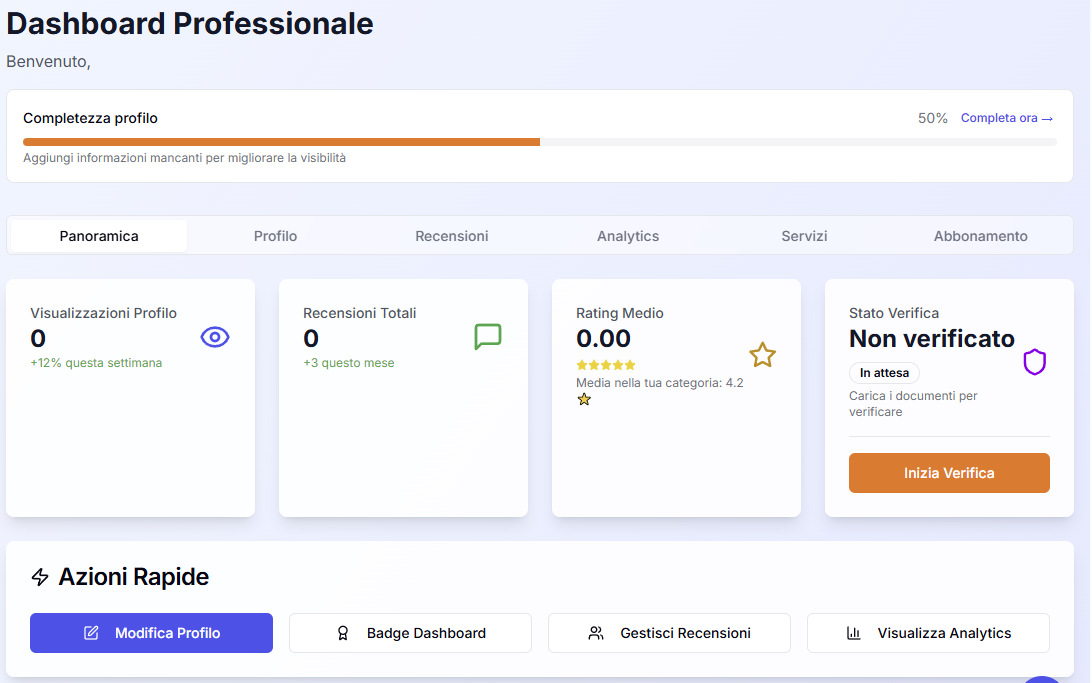 Dashboard Professionale
Benvenuto,
Completezza profilo
50% Completa ora →
Aggiungi informazioni mancanti per migliorare la visibilità
Panoramica Profilo Recensioni Analytics Servizi Abbonamento
Visualizzazioni Profilo
0
+12% questa settimana
Recensioni Totali
0
+3 questo mese
Rating Medio
0.00
Media nella tua categoria: 4.2
Stato Verifica
Non verificato
In attesa
Carica i documenti per
verificare
Inizia Verifica
Azioni Rapide
Modifica Profilo Badge Dashboard Gestisci Recensioni Visualizza Analytics